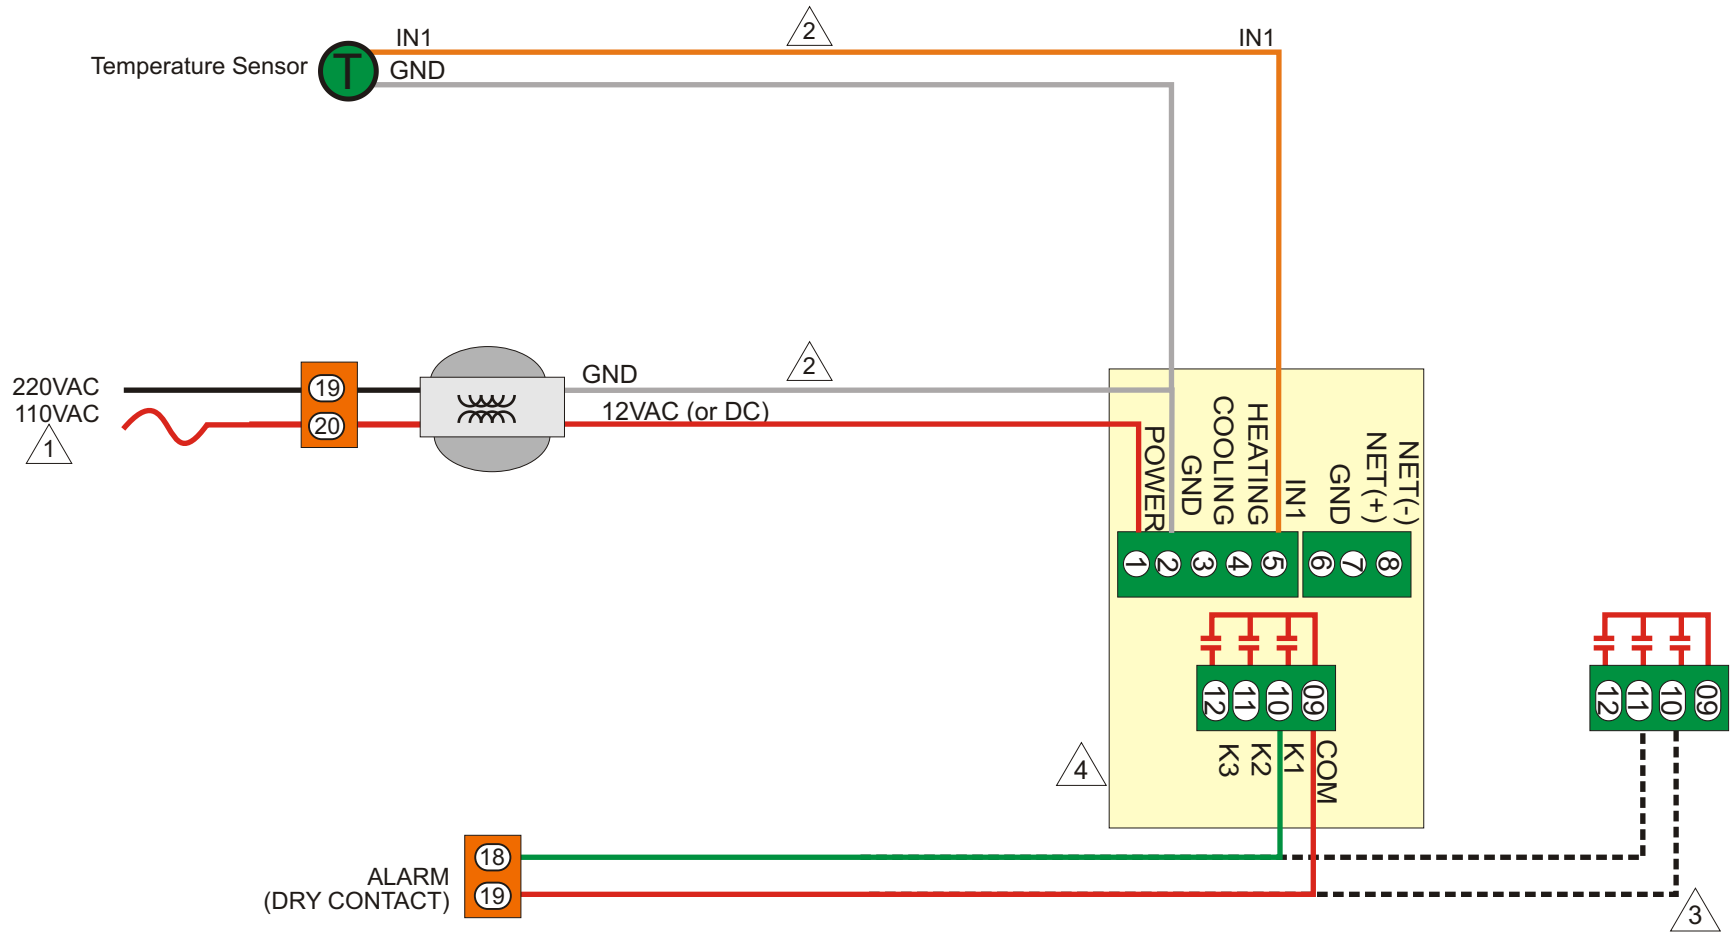 IN1
2
IN1
Temperature Sensor
T
GND
220VAC
19
GND
2
110VAC
20
12VAC (or DC)
1
POWER
GND
COOLING
HEATING
IN1
GND
NET(+)
NET(-)
1
2
3
4
5
6
7
8
12
11
10
09
12
11
10
09
K3
K2
K1
COM
4
ALARM
18
(DRY CONTACT)
19
3